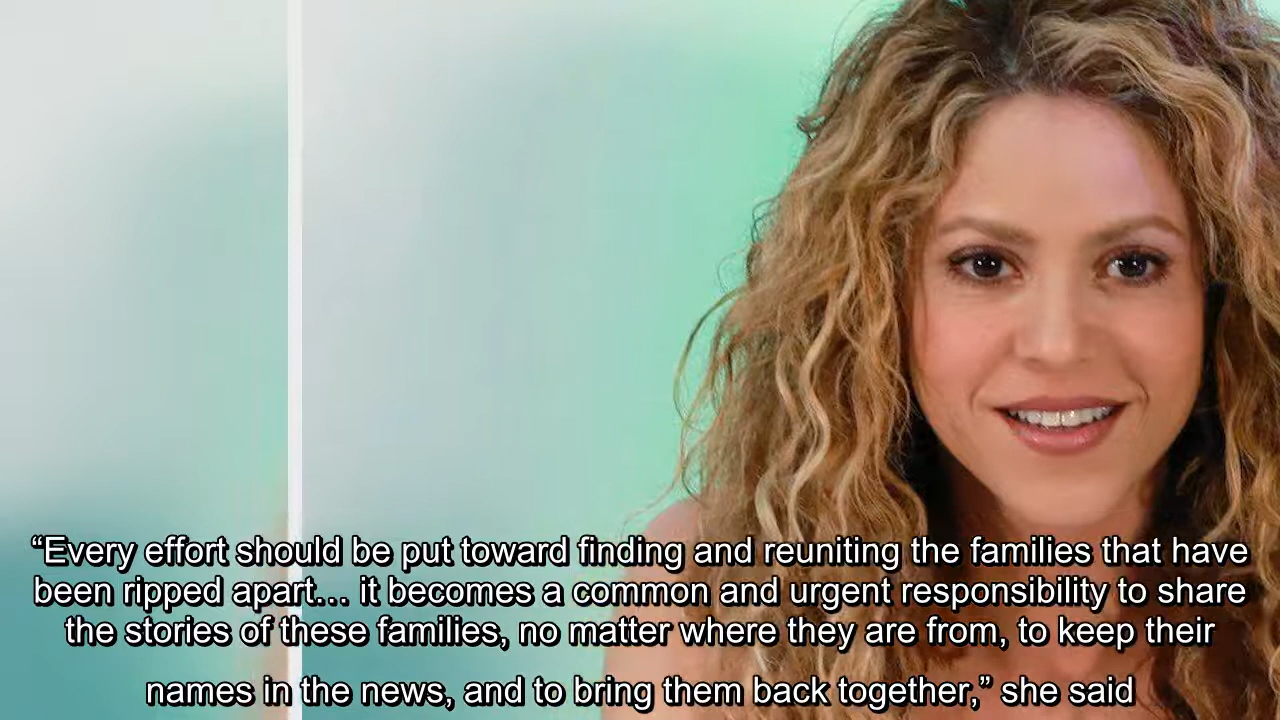 “Every effort should be put toward finding and reuniting the families that have
been ripped apart… it becomes a common and urgent responsibility to share
the stories of these families, no matter where they are from, to keep their
names in the news, and to bring them back together,” she said